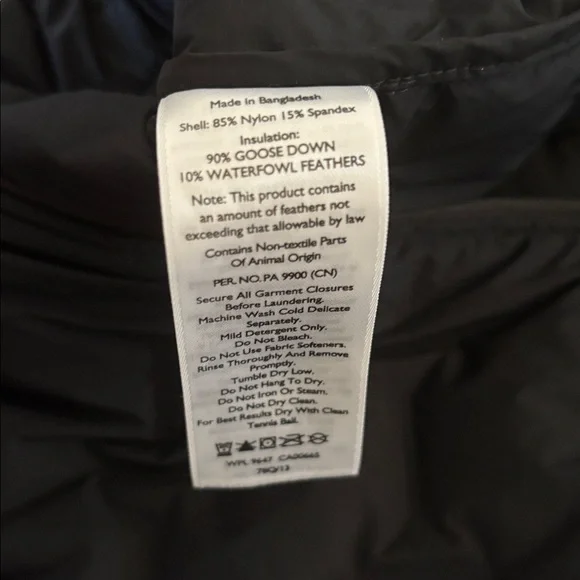 Made in Bangladesh
Shell: 85% Nylon 15% Spandex
Insulation:
90% GOOSE DOWN
10% WATERFOWL FEATHERS
Note: This product contains
an amount of feathers not
exceeding that allowable by law
Contains Non-textile Parts
Of Animal Origin
PER. NO. PA 9900 (CN)
Secure All Garment Closures
Before Laundering.
Machine Wash Cold Delicate
Separately.
Mild Detergent Only.
Do Not Bleach.
Do Not Use Fabric Softeners.
Rinse Thoroughly And Remove
Promptly.
Tumble Dry Low.
Do Not Hang To Dry.
Do Not Iron Or Steam.
Do Not Dry Clean.
For Best Results Dry With Clean
Tennis Ball.
WPL 9647 CA00665